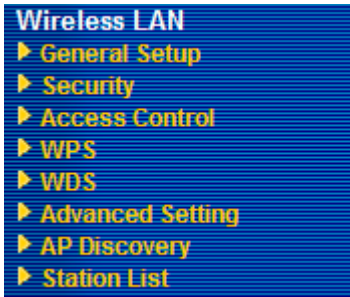 Wireless LAN
General Setup
Security
Access Control
WPS
WDS
Advanced Setting
AP Discovery
Station List